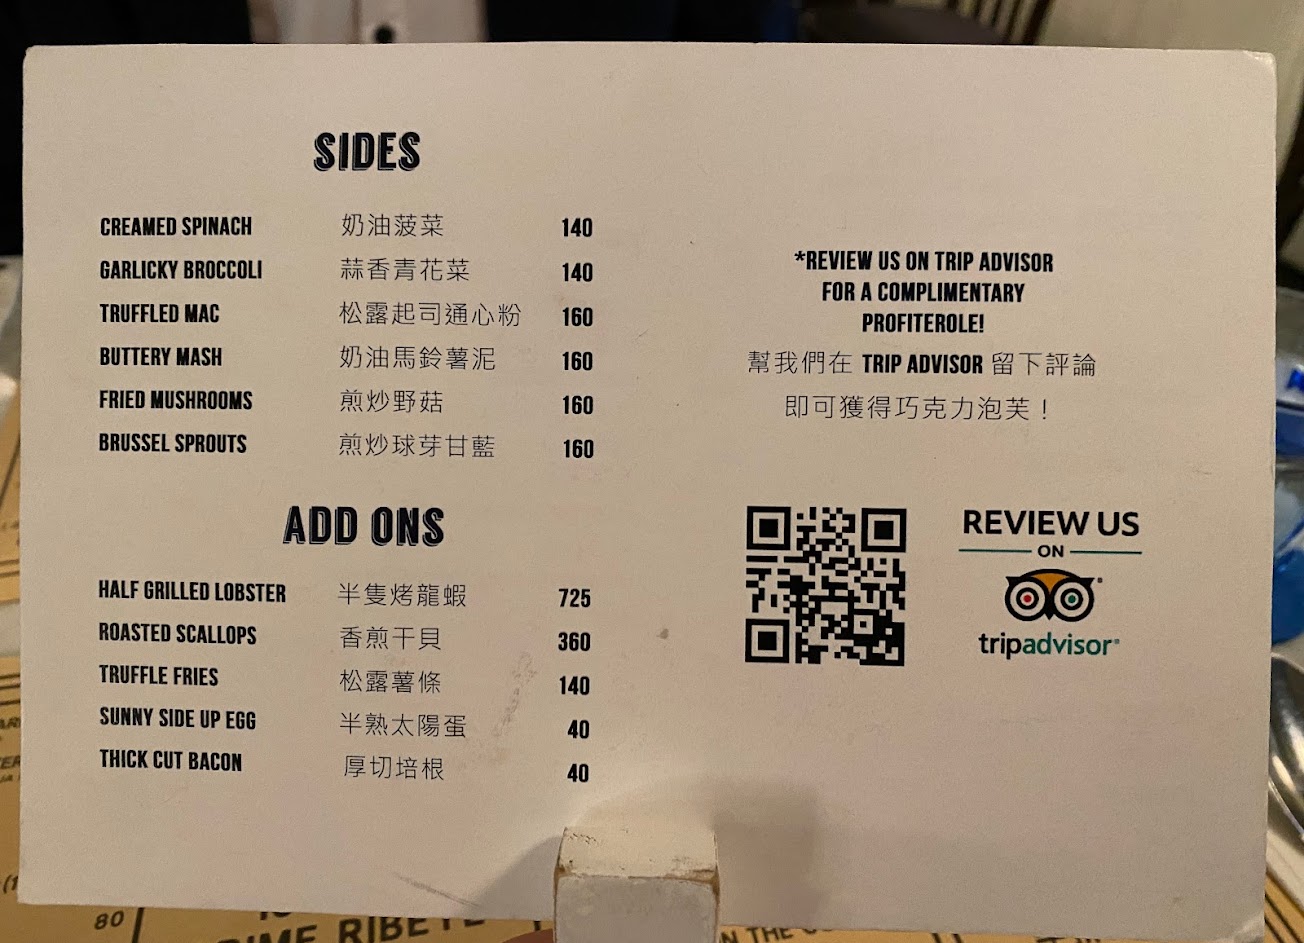 SIDES
CREAMED SPINACH 奶油菠菜 140
GARLICKY BROCCOLI 蒜香青花菜 140
TRUFFLED MAC 松露起司通心粉 160
BUTTERY MASH 奶油馬鈴薯泥 160
FRIED MUSHROOMS 煎炒野菇 160
BRUSSEL SPROUTS 煎炒球芽甘藍 160
ADD ONS
HALF GRILLED LOBSTER 半隻烤龍蝦 725
ROASTED SCALLOPS 香煎干貝 360
TRUFFLE FRIES 松露薯條 140
SUNNY SIDE UP EGG 半熟太陽蛋 40
THICK CUT BACON 厚切培根 40
*REVIEW US ON TRIP ADVISOR
FOR A COMPLIMENTARY
PROFITEROLE!
幫我們在 TRIP ADVISOR 留下評論
即可獲得巧克力泡芙！
REVIEW US
ON
tripadvisor®
80
RIBEYE